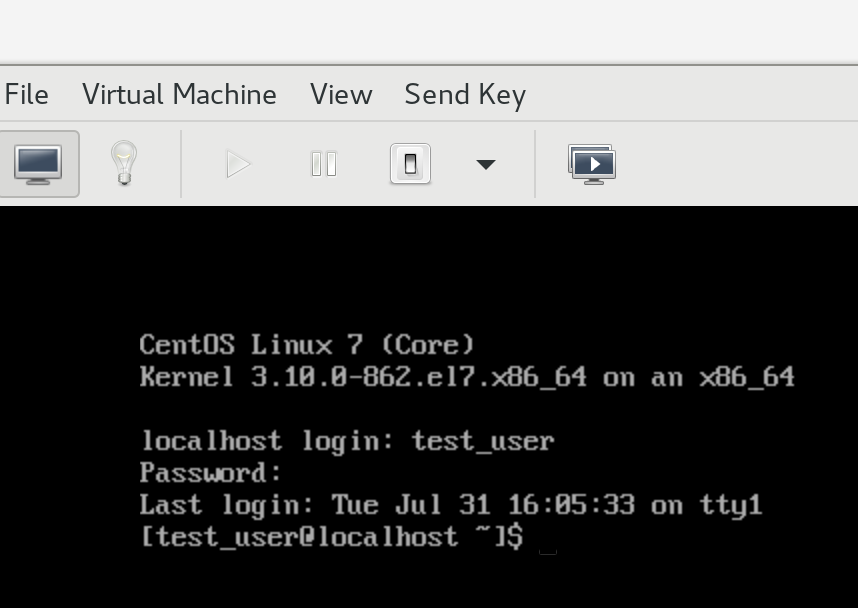 File Virtual Machine View Send Key
CentOS Linux 7 (Core)
Kernel 3.10.0-862.el7.x86_64 on an x86_64
localhost login: test_user
Password:
Last login: Tue Jul 31 16:05:33 on tty1
[test_user@localhost ~]$ _